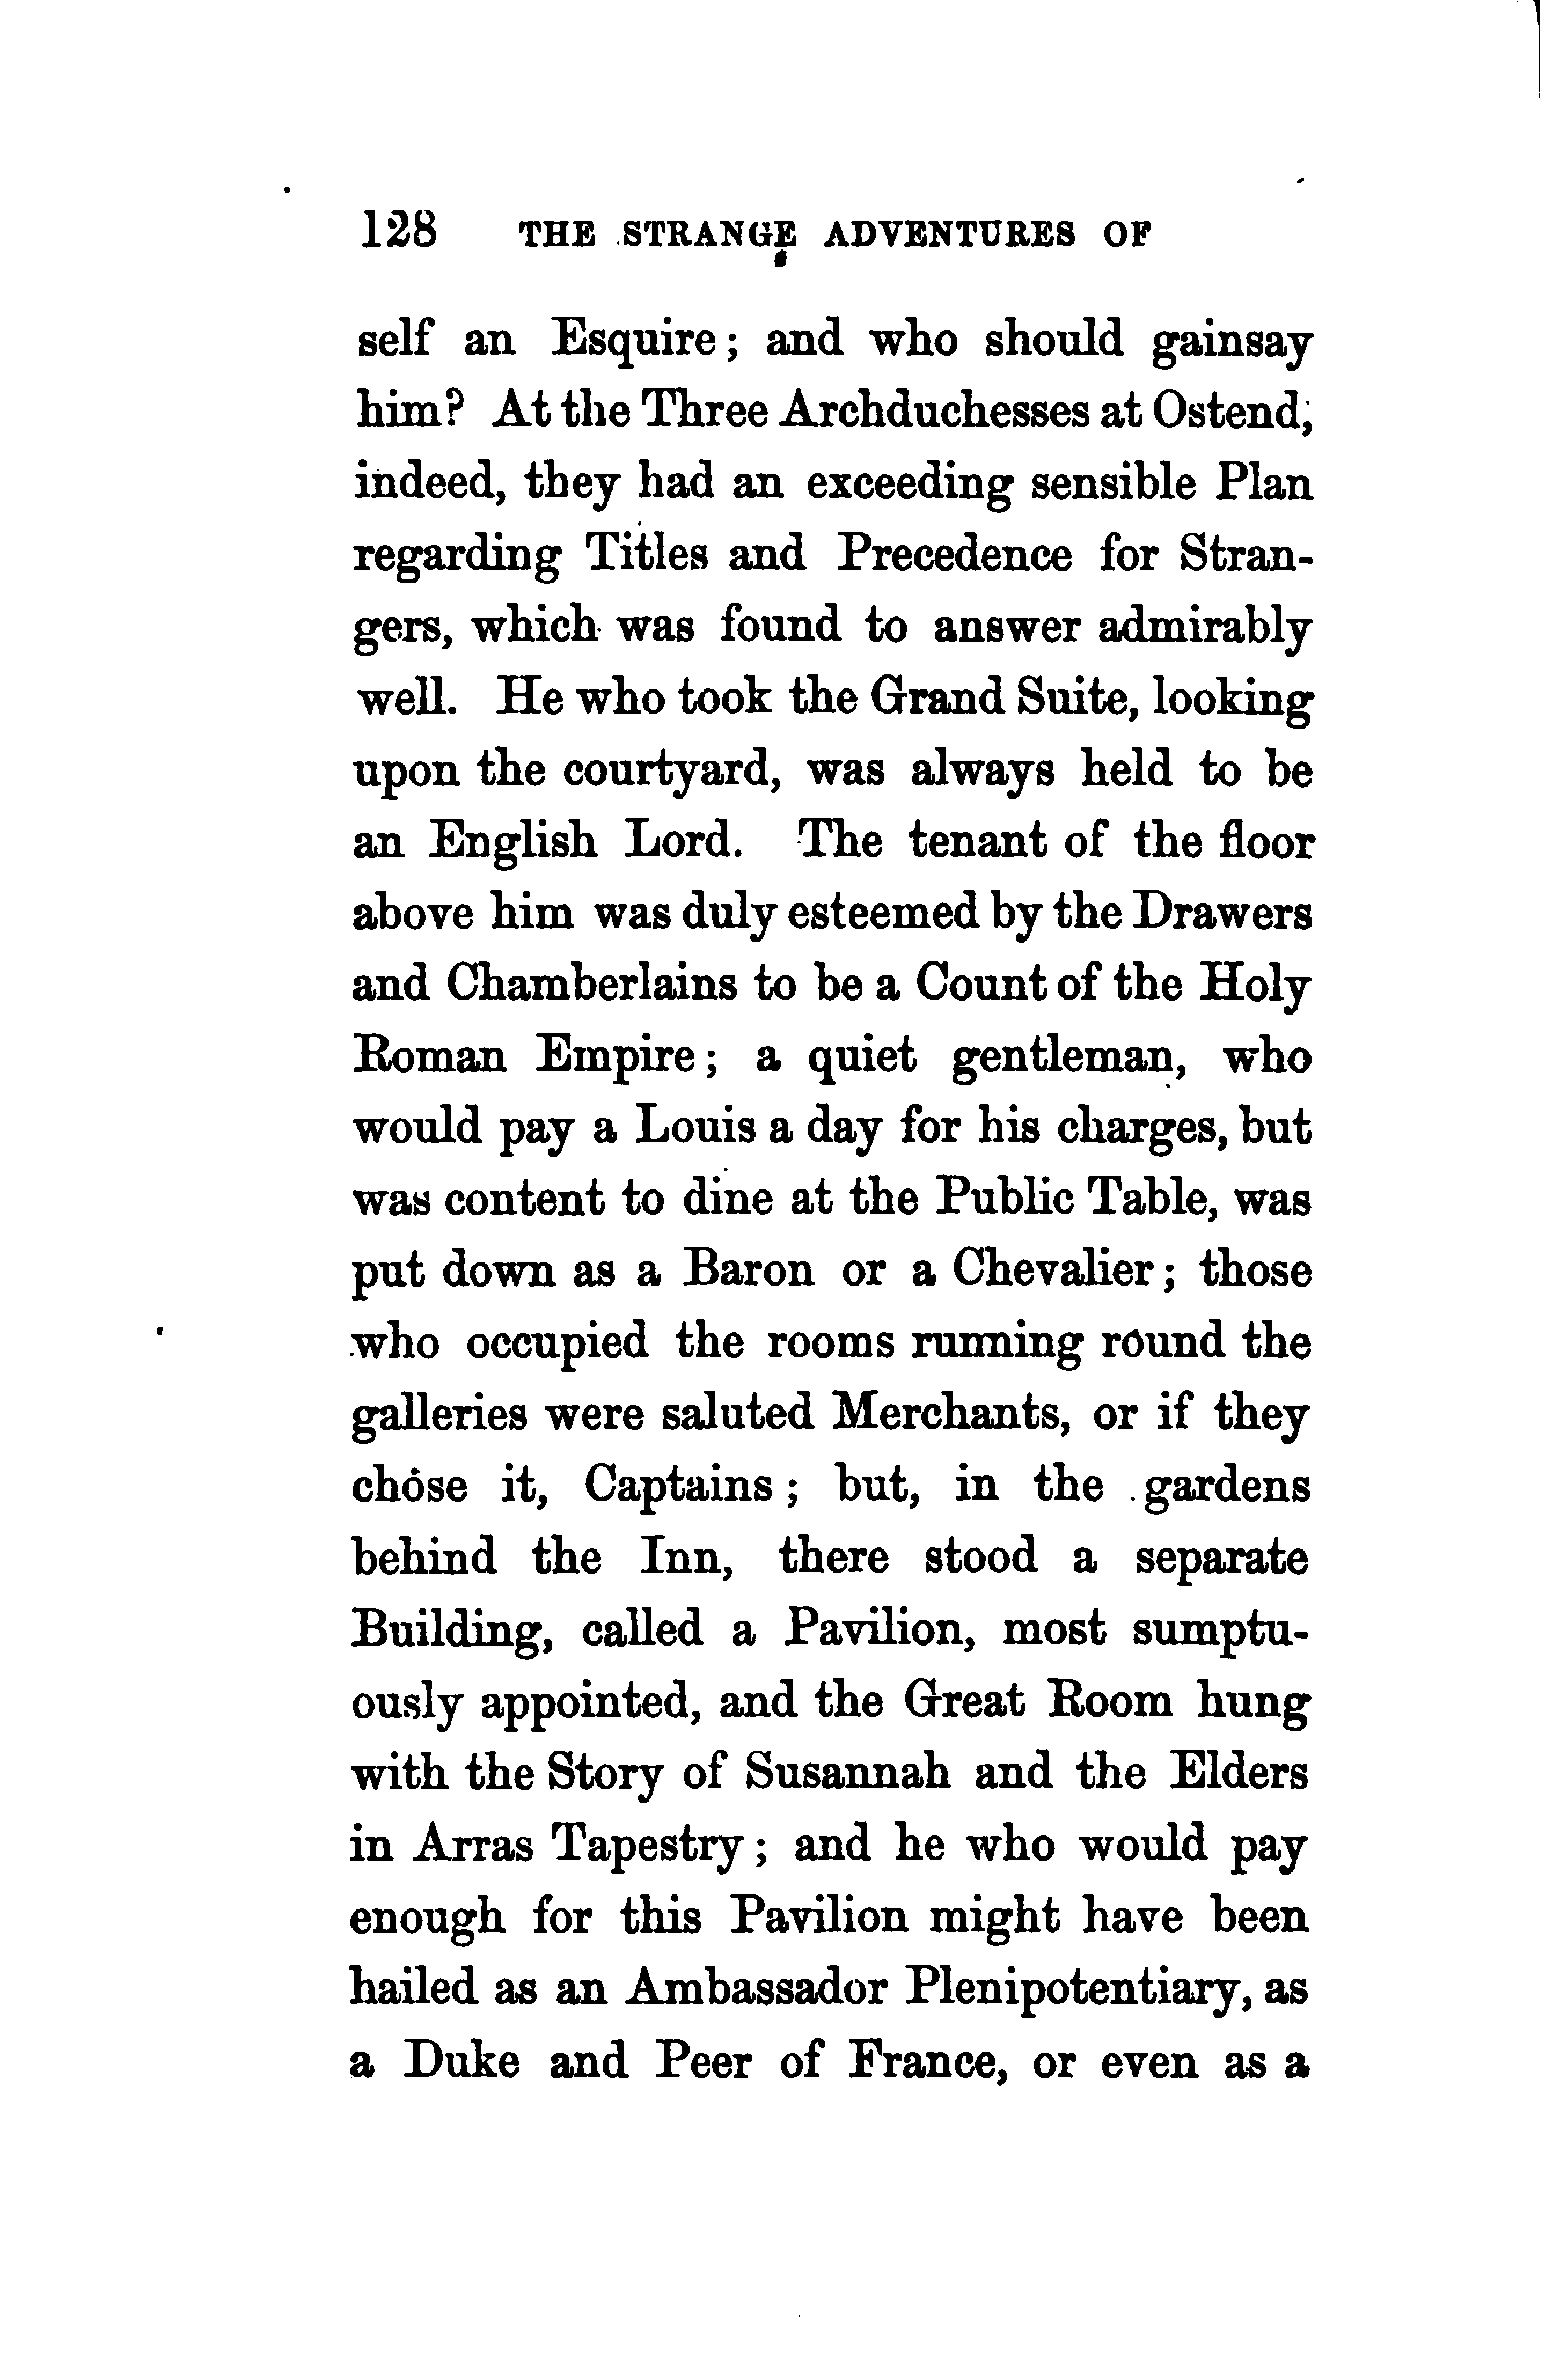 128 THE STRANGE ADVENTURES OF
self an Esquire; and who should gainsay
him? At the Three Archduchesses at Ostend,
indeed, they had an exceeding sensible Plan
regarding Titles and Precedence for Stran-
gers, which was found to answer admirably
well. He who took the Grand Suite, looking
upon the courtyard, was always held to be
an English Lord. The tenant of the floor
above him was duly esteemed by the Drawers
and Chamberlains to be a Count of the Holy
Roman Empire; a quiet gentleman, who
would pay a Louis a day for his charges, but
was content to dine at the Public Table, was
put down as a Baron or a Chevalier; those
who occupied the rooms running round the
galleries were saluted Merchants, or if they
chose it, Captains; but, in the gardens
behind the Inn, there stood a separate
Building, called a Pavilion, most sumptu-
ously appointed, and the Great Room hung
with the Story of Susannah and the Elders
in Arras Tapestry; and he who would pay
enough for this Pavilion might have been
hailed as an Ambassador Plenipotentiary, as
a Duke and Peer of France, or even as a